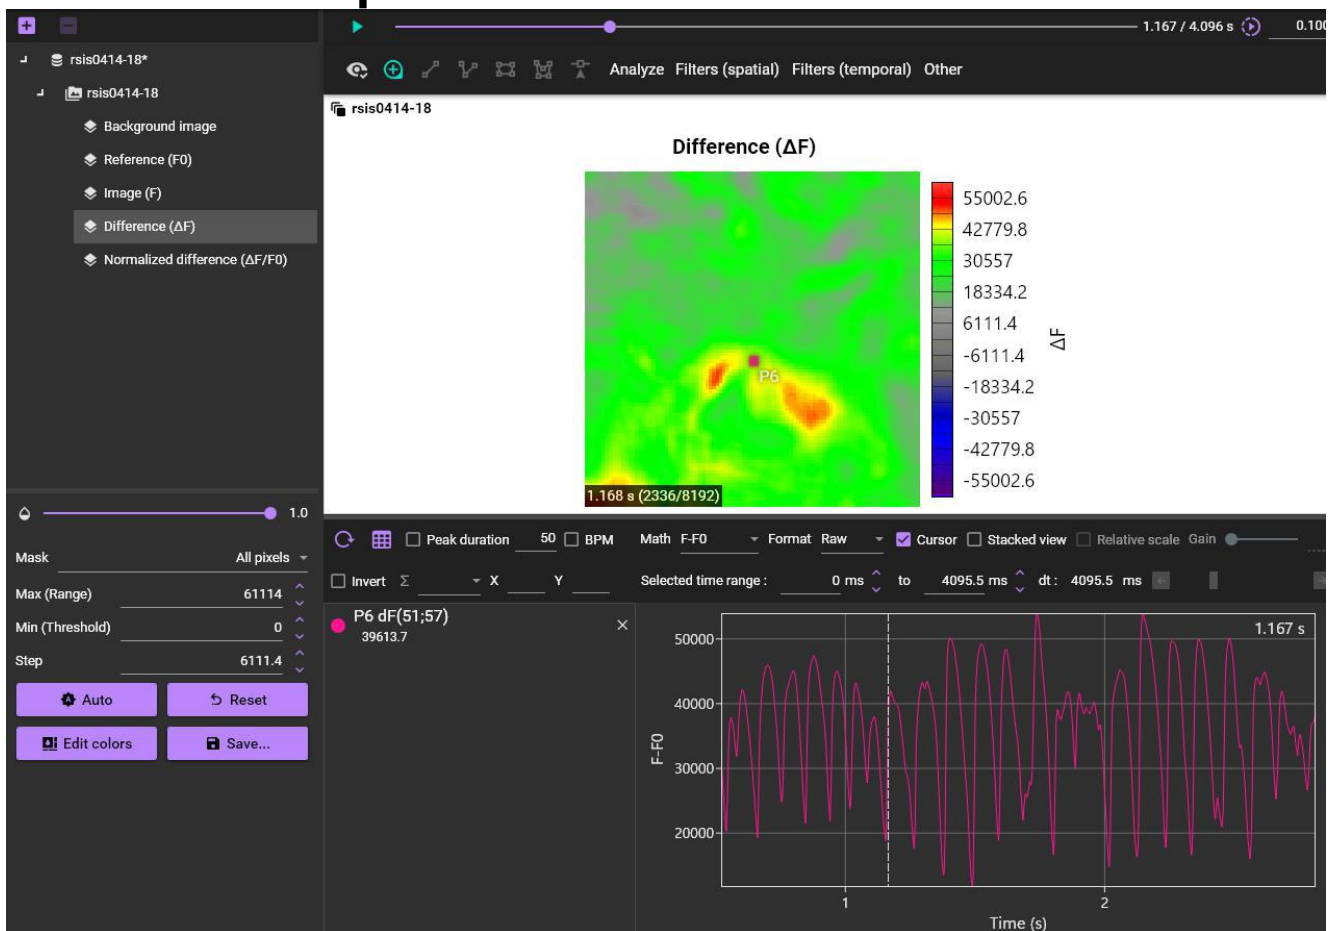 1.167 / 4.096 s
0.100
rsis0414-18*
rsis0414-18
Background image
Reference (F0)
Image (F)
Difference (ΔF)
Normalized difference (ΔF/F0)
Analyze Filters (spatial) Filters (temporal) Other
rsis0414-18
Difference (ΔF)
P6
1.168 s (2336/8192)
55002.6
42779.8
30557
18334.2
6111.4
-6111.4
-18334.2
-30557
-42779.8
-55002.6
ΔF
1.0
Mask All pixels
Max (Range) 61114
Min (Threshold) 0
Step 6111.4
Auto Reset
Edit colors Save...
Peak duration 50 BPM Math F-F0 Format Raw Cursor Stacked view Relative scale Gain
Invert Σ X Y Selected time range : 0 ms to 4095.5 ms dt : 4095.5 ms
P6 dF(51;57)
39613.7
1.167 s
50000
40000
30000
20000
F-F0
1 2
Time (s)